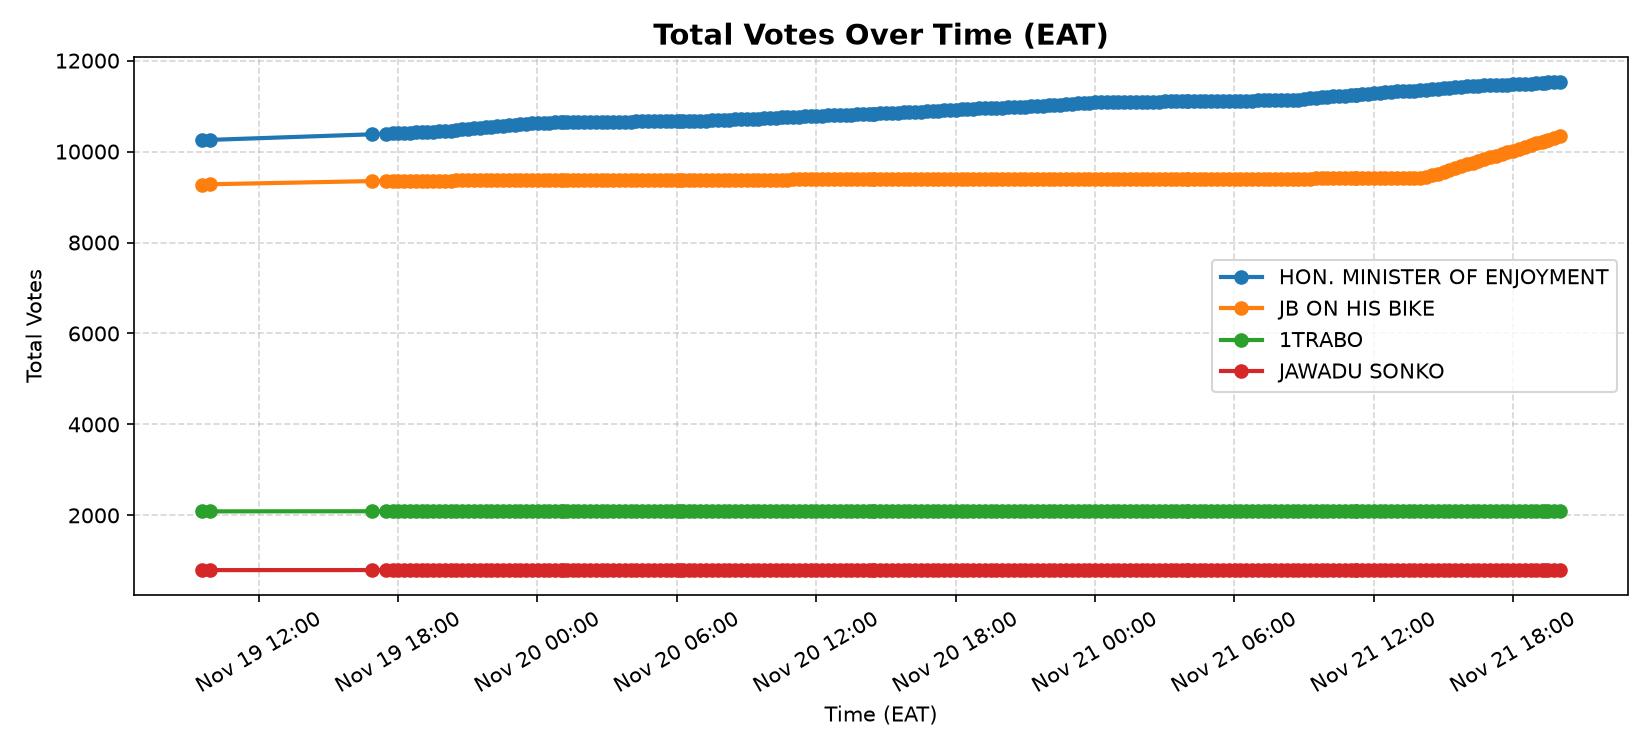 Total Votes Over Time (EAT)
Total Votes
12000
10000
8000
6000
4000
2000
HON. MINISTER OF ENJOYMENT
JB ON HIS BIKE
1TRABO
JAWADU SONKO
Nov 19 12:00
Nov 19 18:00
Nov 20 00:00
Nov 20 06:00
Nov 20 12:00
Nov 20 18:00
Nov 21 00:00
Nov 21 06:00
Nov 21 12:00
Nov 21 18:00
Time (EAT)